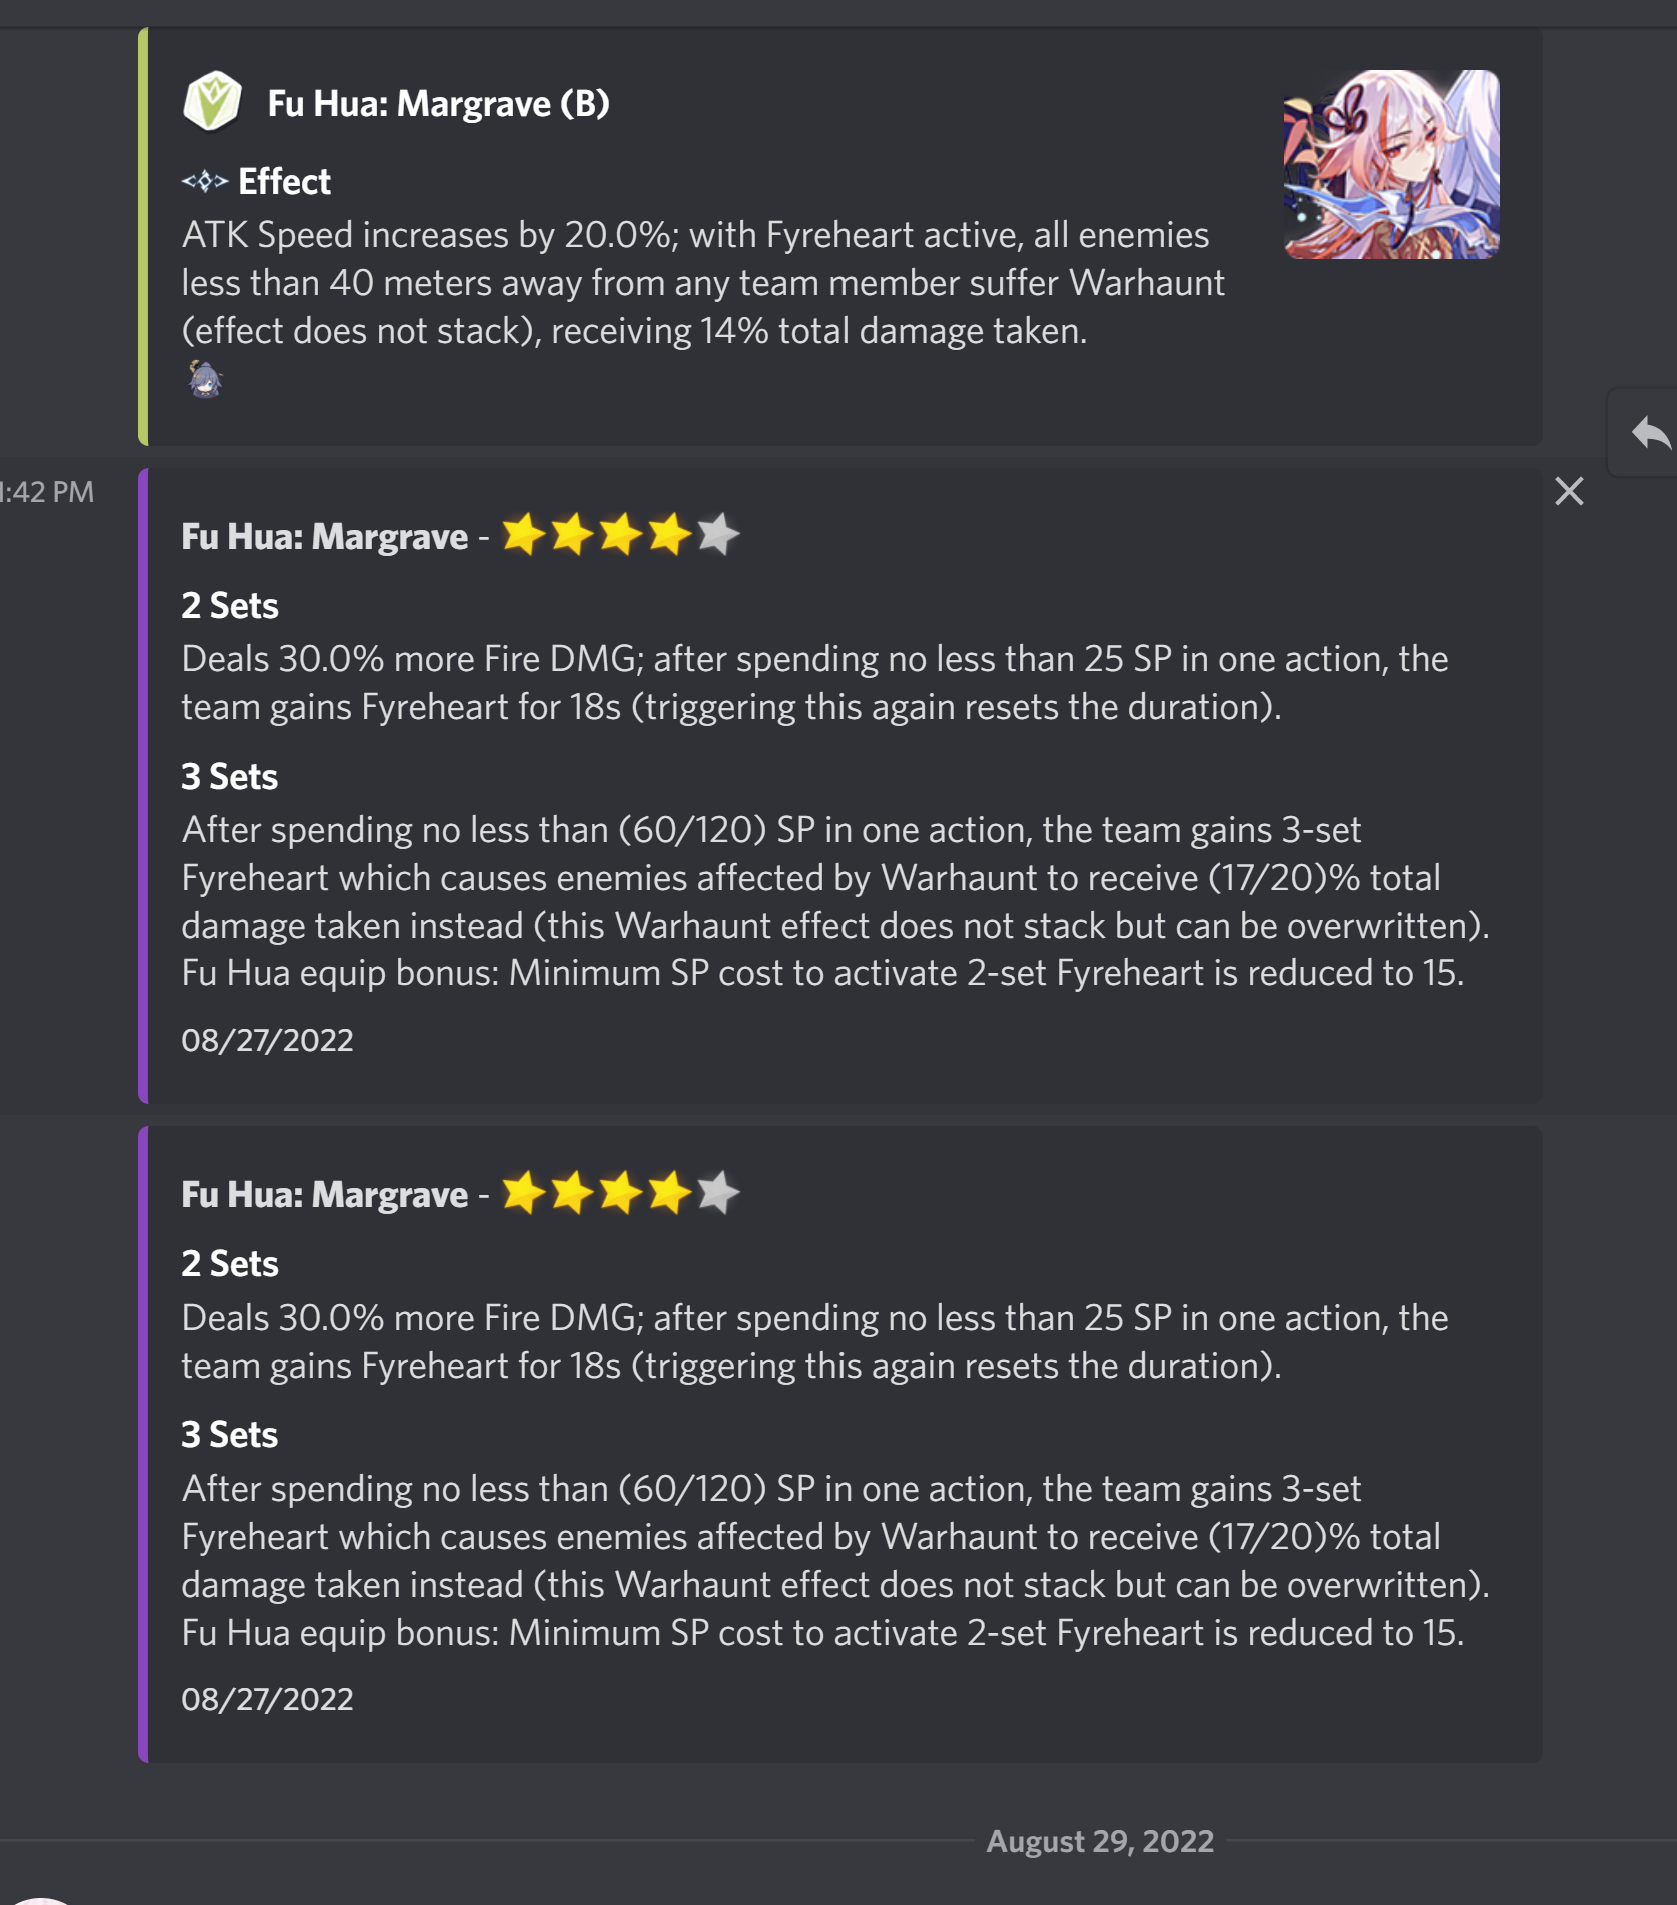 Fu Hua: Margrave (B)
Effect
ATK Speed increases by 20.0%; with Fyreheart active, all enemies
less than 40 meters away from any team member suffer Warhaunt
(effect does not stack), receiving 14% total damage taken.
:42 PM
Fu Hua: Margrave -
2 Sets
Deals 30.0% more Fire DMG; after spending no less than 25 SP in one action, the
team gains Fyreheart for 18s (triggering this again resets the duration).
3 Sets
After spending no less than (60/120) SP in one action, the team gains 3-set
Fyreheart which causes enemies affected by Warhaunt to receive (17/20)% total
damage taken instead (this Warhaunt effect does not stack but can be overwritten).
Fu Hua equip bonus: Minimum SP cost to activate 2-set Fyreheart is reduced to 15.
08/27/2022
Fu Hua: Margrave -
2 Sets
Deals 30.0% more Fire DMG; after spending no less than 25 SP in one action, the
team gains Fyreheart for 18s (triggering this again resets the duration).
3 Sets
After spending no less than (60/120) SP in one action, the team gains 3-set
Fyreheart which causes enemies affected by Warhaunt to receive (17/20)% total
damage taken instead (this Warhaunt effect does not stack but can be overwritten).
Fu Hua equip bonus: Minimum SP cost to activate 2-set Fyreheart is reduced to 15.
08/27/2022
August 29, 2022